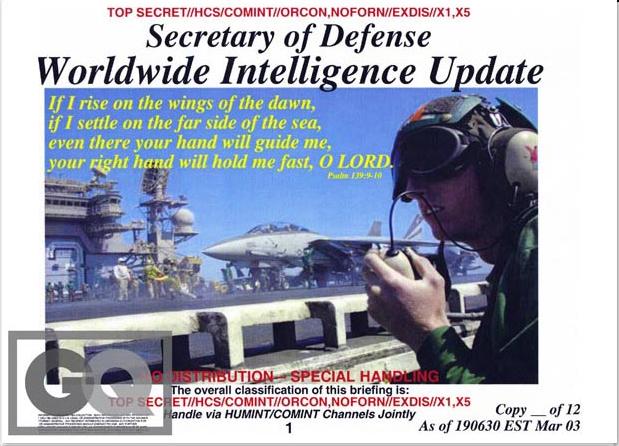 TOP SECRET//HCS/COMINT//ORCON,NOFORN//EXDIS//X1,X5
Secretary of Defense
Worldwide Intelligence Update
If I rise on the wings of the dawn,
if I settle on the far side of the sea,
even there your hand will guide me,
your right hand will hold me fast, O LORD.
Psalm 139:9-10
GQ
NO DISTRIBUTION - SPECIAL HANDLING
The overall classification of this briefing is:
TOP SECRET//HCS/COMINT//ORCON,NOFORN//EXDIS//X1,X5
Handle via HUMINT/COMINT Channels Jointly
Copy __ of 12
1
As of 190630 EST Mar 03